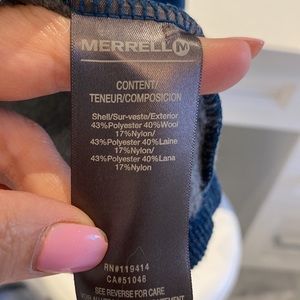 MERRELL
CONTENT/
TENEUR/COMPOSICION
Shell/Sur-veste/Exterior
43%Polyester 40%Wool
17%Nylon/
43%Polyester 40%Laine
17%Nylon/
43%Polyester 40%Lana
17%Nylon
RN#119414
CA#51046
SEE REVERSE FOR CARE